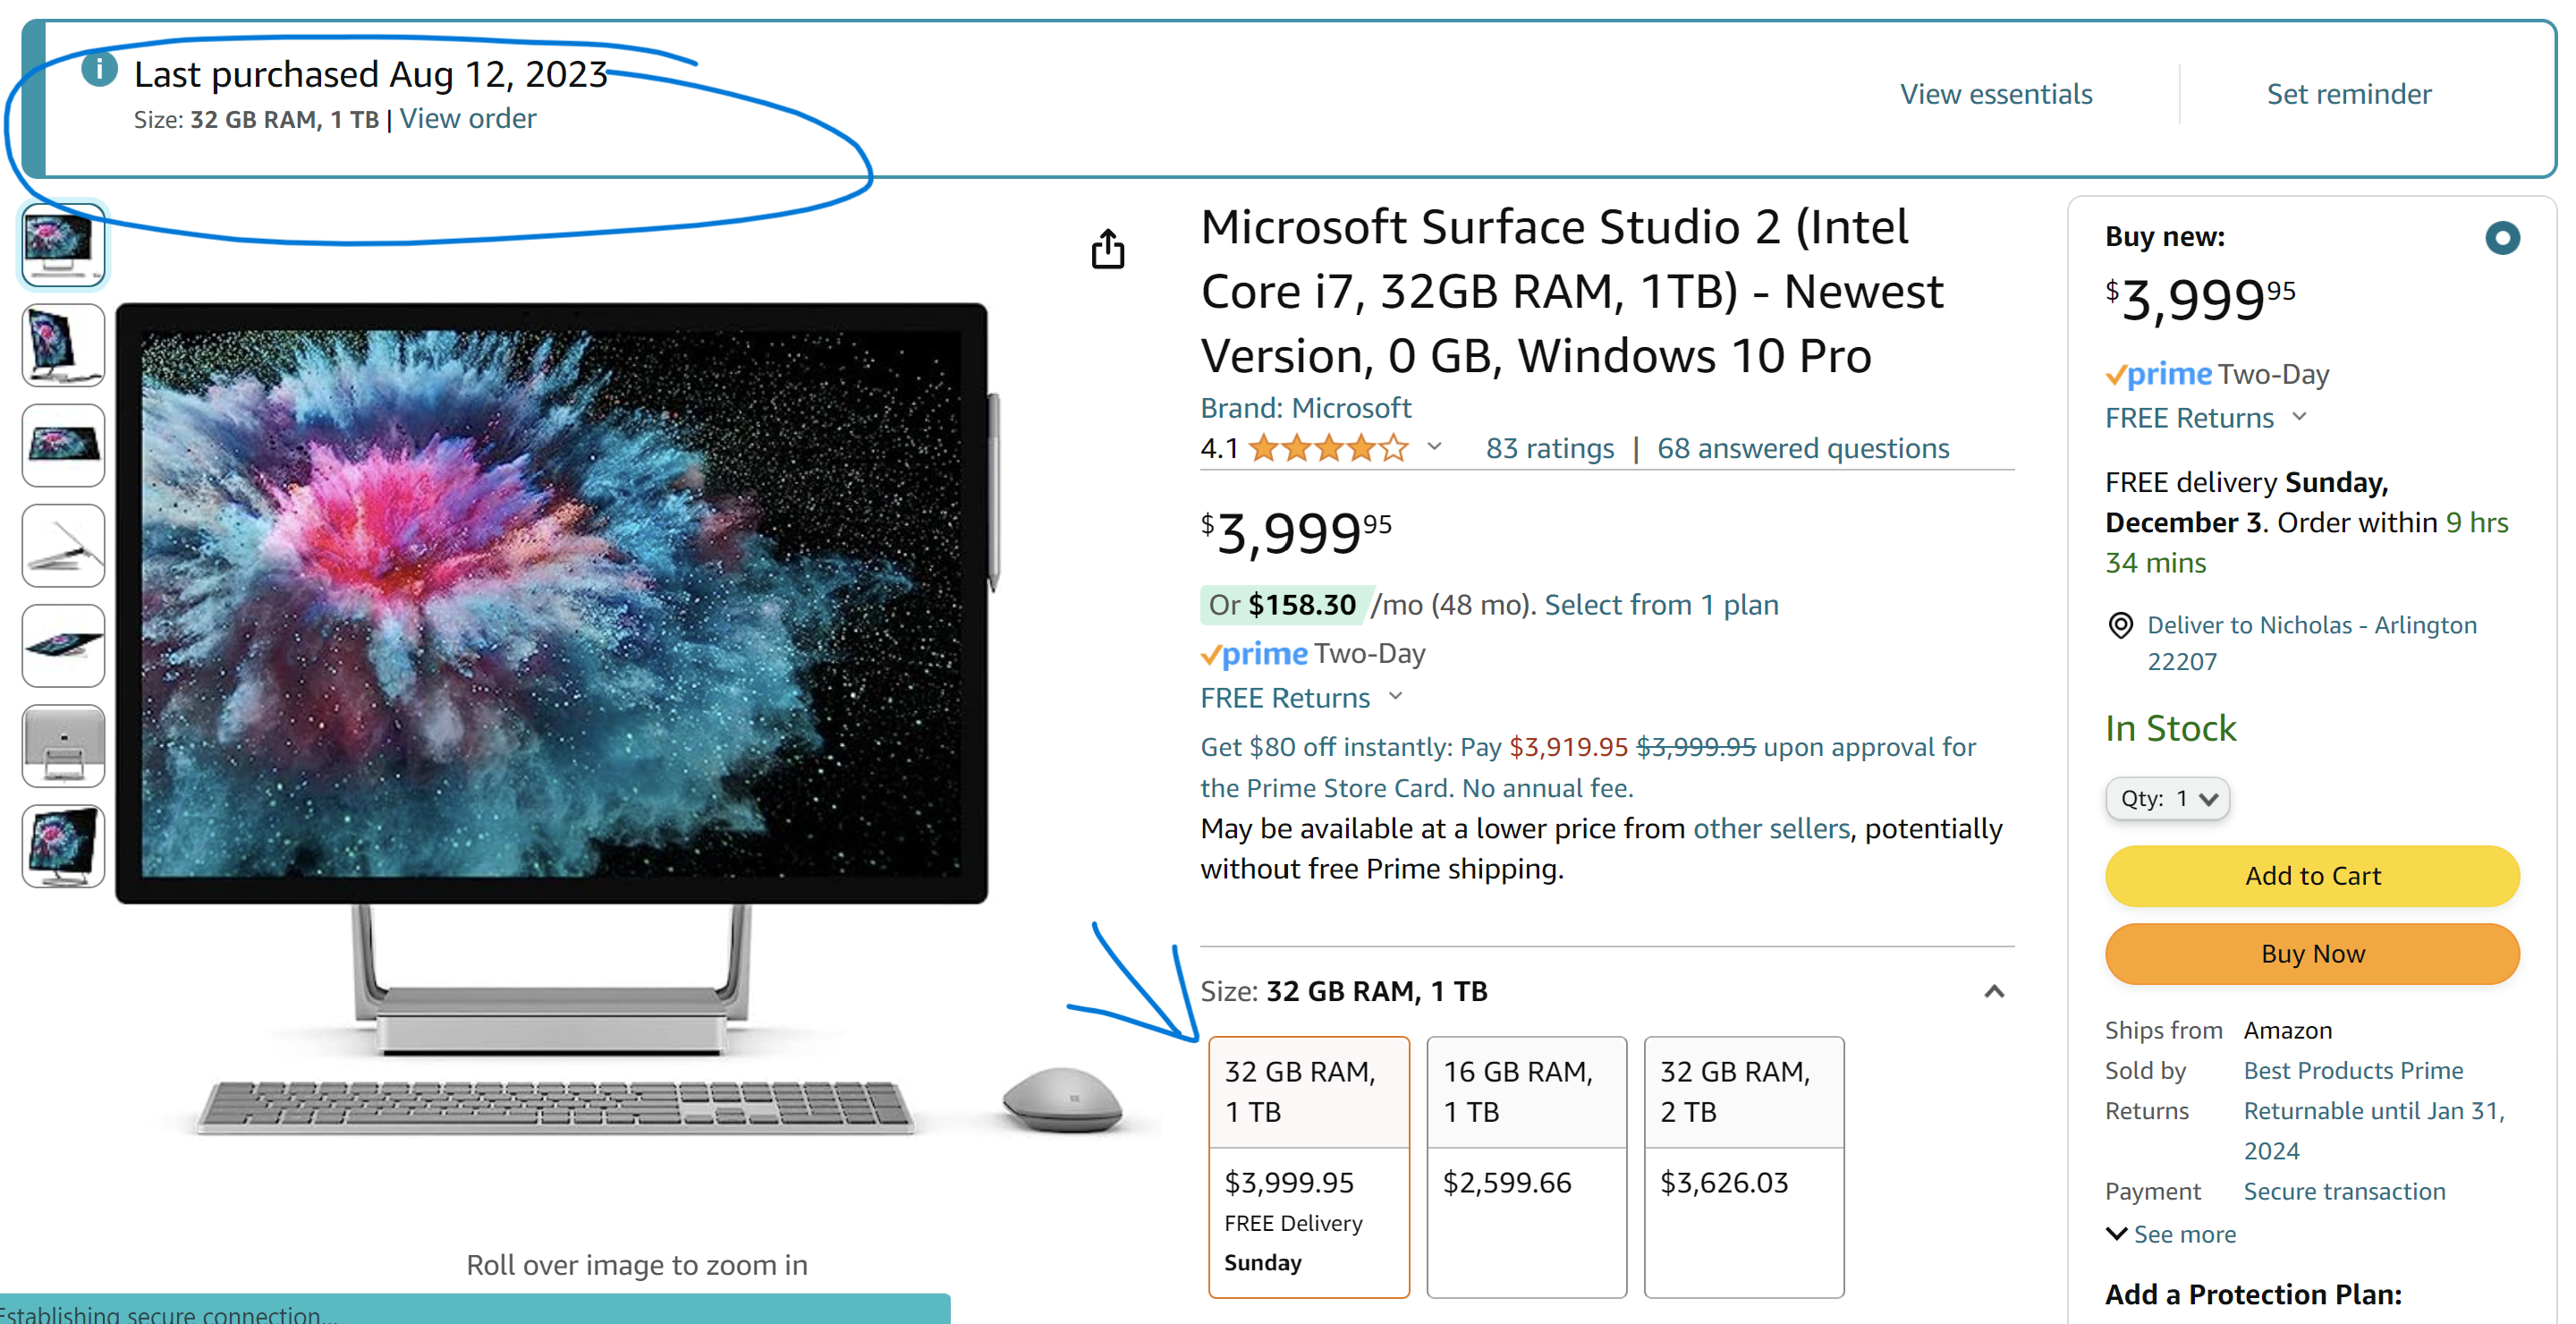 Last purchased Aug 12, 2023
Size: 32 GB RAM, 1 TB | View order
View essentials
Set reminder
Microsoft Surface Studio 2 (Intel
Core i7, 32GB RAM, 1TB) - Newest
Version, 0 GB, Windows 10 Pro
Brand: Microsoft
4.1
83 ratings | 68 answered questions
$3,99995
Or $158.30 /mo (48 mo). Select from 1 plan
prime Two-Day
FREE Returns
Get $80 off instantly: Pay $3,919.95 $3,999.95 upon approval for
the Prime Store Card. No annual fee.
May be available at a lower price from other sellers, potentially
without free Prime shipping.
Size: 32 GB RAM, 1 TB
32 GB RAM,
1 TB
$3,999.95
FREE Delivery
Sunday
16 GB RAM,
1 TB
$2,599.66
32 GB RAM,
2 TB
$3,626.03
Roll over image to zoom in
Establishing secure connection...
Buy new:
$3,99995
prime Two-Day
FREE Returns
FREE delivery Sunday,
December 3. Order within 9 hrs
34 mins
Deliver to Nicholas - Arlington
22207
In Stock
Qty: 1
Add to Cart
Buy Now
Ships from Amazon
Sold by Best Products Prime
Returns Returnable until Jan 31,
2024
Payment Secure transaction
See more
Add a Protection Plan: